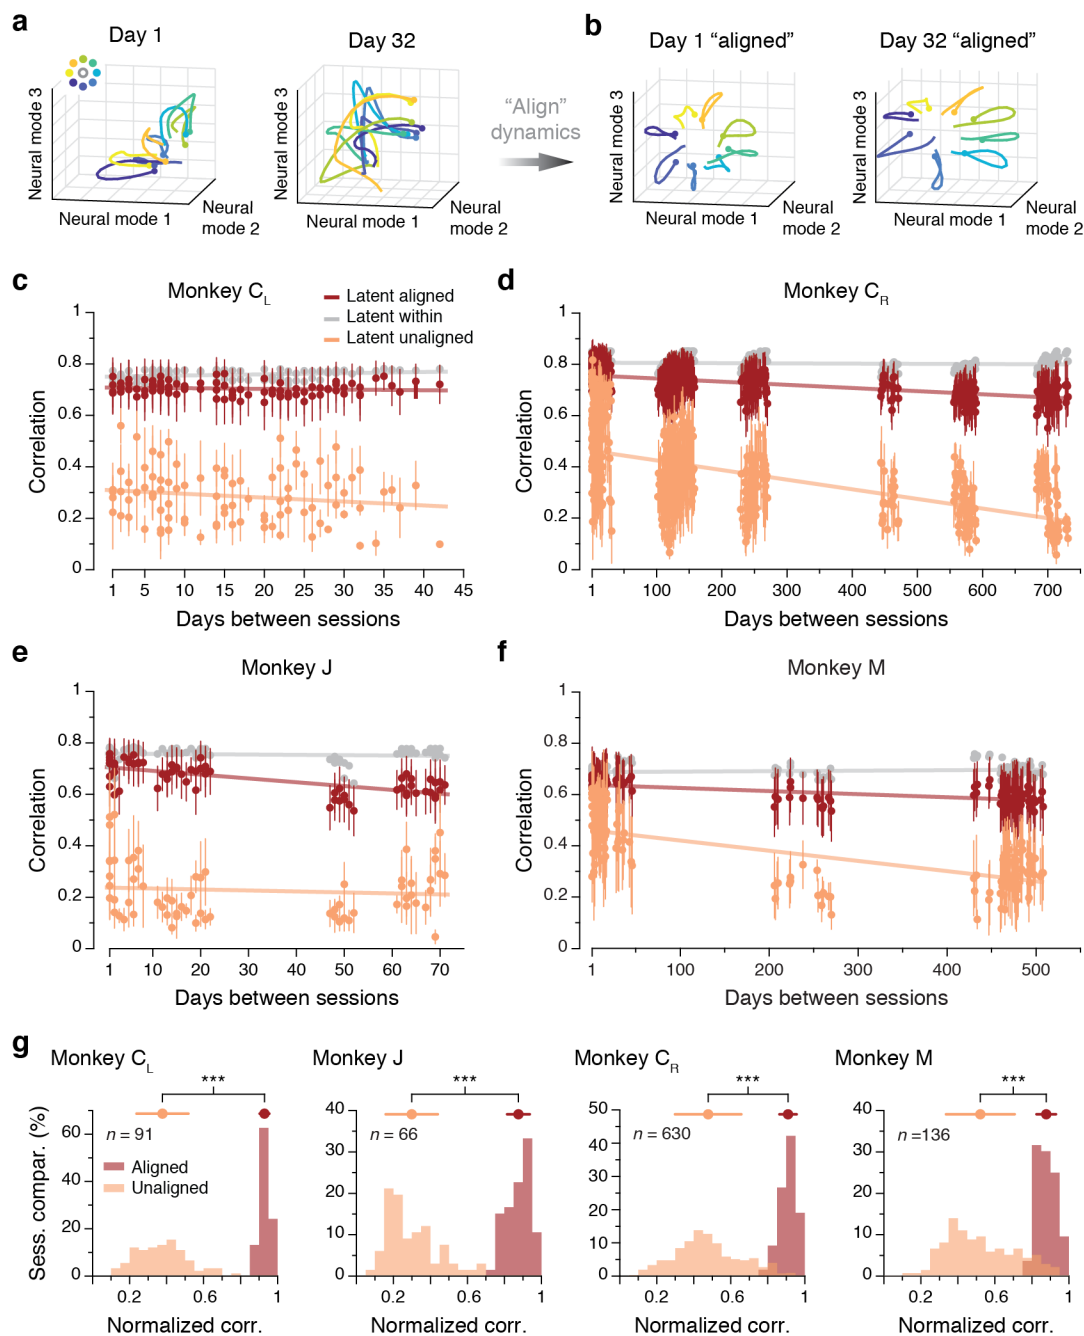 a
Day 1
Day 32
Neural mode 3
Neural mode 1
Neural
mode 2
Neural mode 3
Neural mode 1
Neural
mode 2
“Align”
dynamics
b
Day 1 “aligned”
Day 32 “aligned”
Neural mode 3
Neural mode 1
Neural
mode 2
Neural mode 3
Neural mode 1
Neural
mode 2
c
Monkey CL
Latent aligned
Latent within
Latent unaligned
Correlation
1
0.8
0.6
0.4
0.2
0
1 5 10 15 20 25 30 35 40 45
Days between sessions
d
Monkey CR
Correlation
1
0.8
0.6
0.4
0.2
0
1 100 200 300 400 500 600 700
Days between sessions
e
Monkey J
Correlation
1
0.8
0.6
0.4
0.2
0
1 10 20 30 40 50 60 70
Days between sessions
f
Monkey M
Correlation
1
0.8
0.6
0.4
0.2
0
1 100 200 300 400 500
Days between sessions
g
Monkey CL
***
n = 91
Aligned
Unaligned
Sess. compar. (%)
60
40
20
0
0.2 0.6 1
Normalized corr.
Monkey J
***
n = 66
40
30
20
10
0
0.2 0.6 1
Normalized corr.
Monkey CR
***
n = 630
50
40
30
20
10
0
0.2 0.6 1
Normalized corr.
Monkey M
***
n =136
40
30
20
10
0
0.2 0.6 1
Normalized corr.